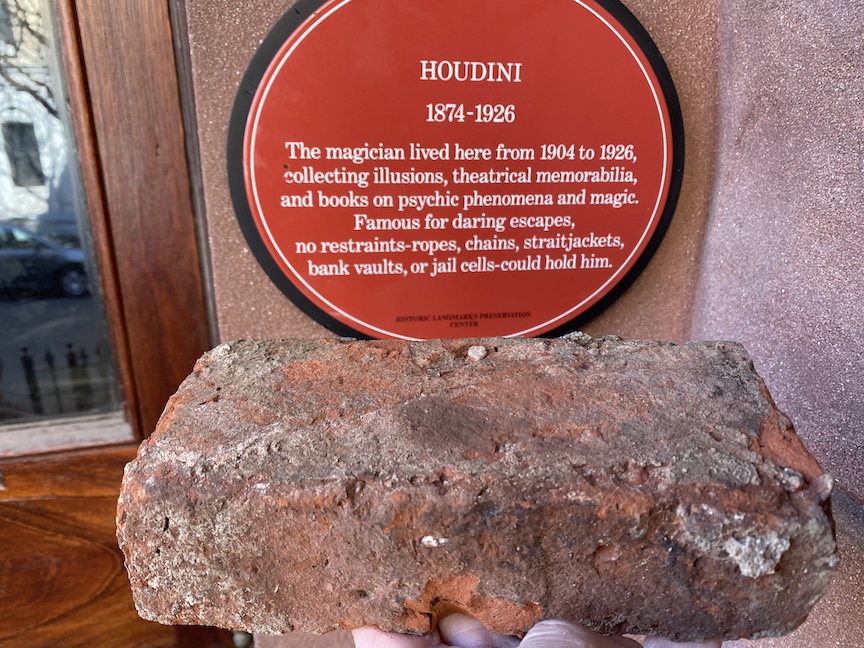 HOUDINI
1874-1926
The magician lived here from 1904 to 1926,
collecting illusions, theatrical memorabilia,
and books on psychic phenomena and magic.
Famous for daring escapes,
no restraints-ropes, chains, straitjackets,
bank vaults, or jail cells-could hold him.
HISTORIC LANDMARKS PRESERVATION
CENTER